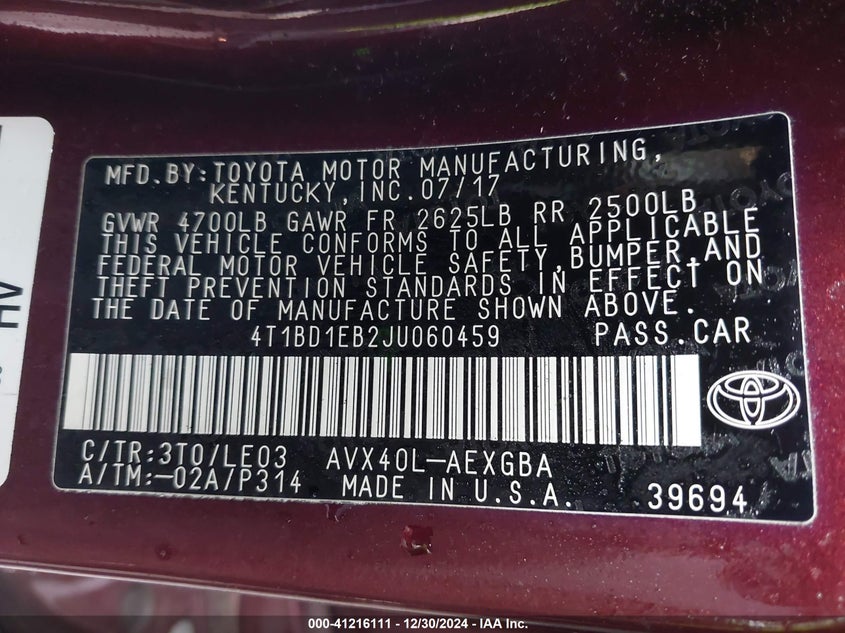 MFD.BY:TOYOTA MOTOR MANUFACTURING,
KENTUCKY,INC.07/17
GVWR 4700LB GAWR FR 2625LB RR 2500LB
THIS VEHICLE CONFORMS TO ALL APPLICABLE
FEDERAL MOTOR VEHICLE SAFETY,BUMPER,AND
THEFT PREVENTION STANDARDS IN EFFECT ON
THE DATE OF MANUFACTURE SHOWN ABOVE.
4T1BD1EB2JU060459 PASS.CAR
C/TR:3T0/LE03 AVX40L-AEXGBA
A/TM:-02A/P314 MADE IN U.S.A. 39694
HV
000-41216111 - 12/30/2024 - IAA Inc.